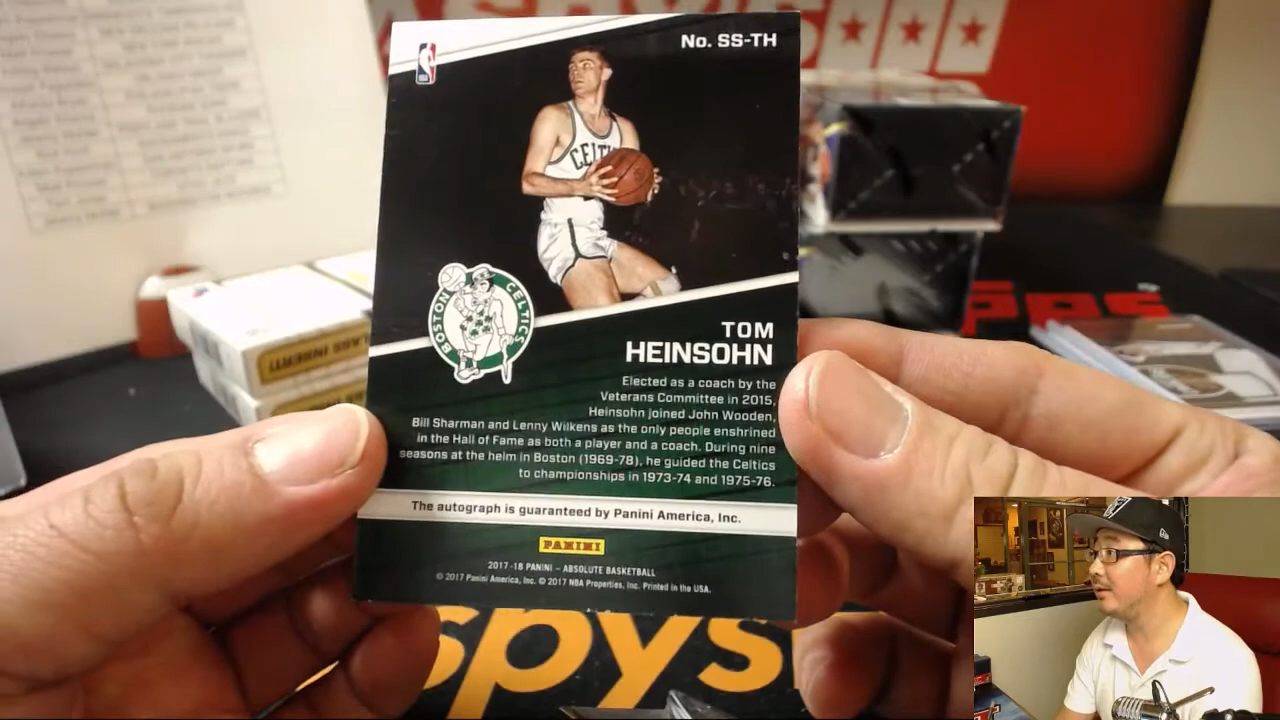 No. SS-TH
CELTI
BOSTON CELTICS
TOM
HEINSOHN
Elected as a coach by the
Veterans Committee in 2015,
Heinsohn joined John Wooden,
Bill Sharman and Lenny Wilkens as the only people enshrined
in the Hall of Fame as both a player and a coach. During nine
seasons at the helm in Boston (1969-78), he guided the Celtics
to championships in 1973-74 and 1975-76.
The autograph is guaranteed by Panini America, Inc.
PANINI
2017-18 PANINI – ABSOLUTE BASKETBALL
© 2017 Panini America, Inc. © 2017 NBA Properties, Inc. Printed in the USA.
spys